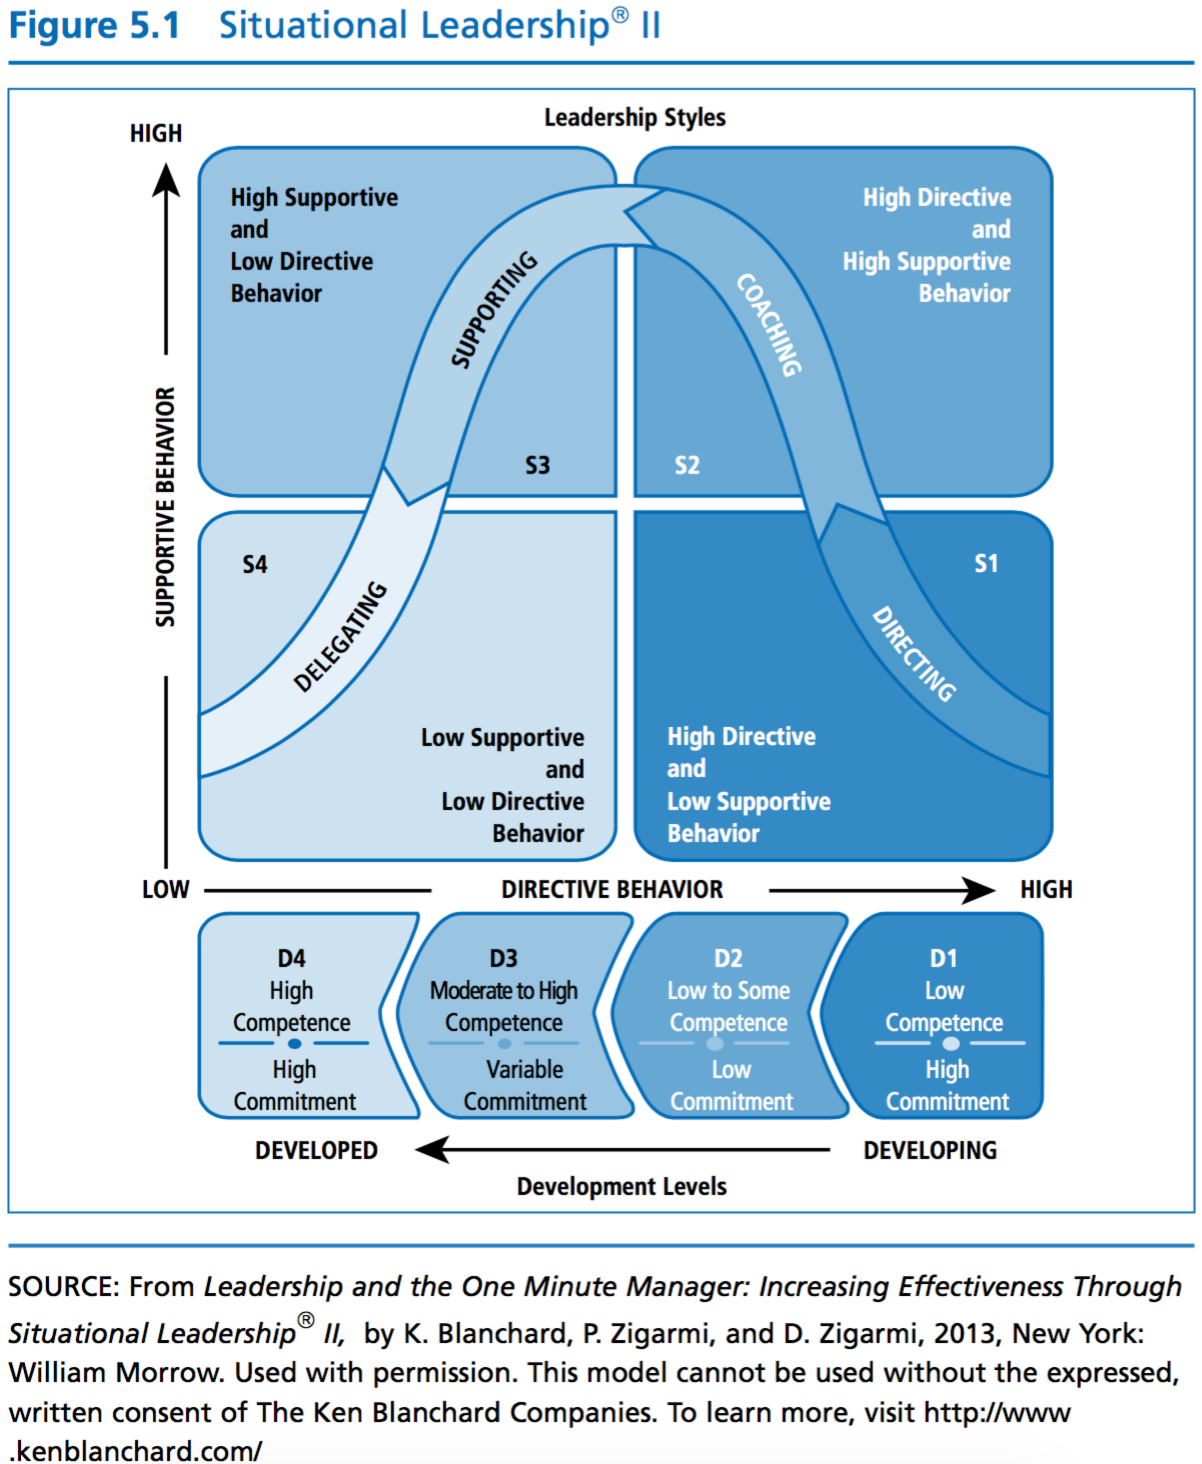 Figure 5.1 Situational Leadership® II
Leadership Styles
HIGH
High Supportive
and
Low Directive
Behavior
High Directive
and
High Supportive
Behavior
SUPPORTING
COACHING
S3
S2
SUPPORTIVE BEHAVIOR
S4
S1
DELEGATING
DIRECTING
Low Supportive
and
Low Directive
Behavior
High Directive
and
Low Supportive
Behavior
LOW
DIRECTIVE BEHAVIOR
HIGH
D4
High
Competence
High
Commitment
D3
Moderate to High
Competence
Variable
Commitment
D2
Low to Some
Competence
Low
Commitment
D1
Low
Competence
High
Commitment
DEVELOPED
DEVELOPING
Development Levels
SOURCE: From Leadership and the One Minute Manager: Increasing Effectiveness Through
Situational Leadership® II, by K. Blanchard, P. Zigarmi, and D. Zigarmi, 2013, New York:
William Morrow. Used with permission. This model cannot be used without the expressed,
written consent of The Ken Blanchard Companies. To learn more, visit http://www
.kenblanchard.com/